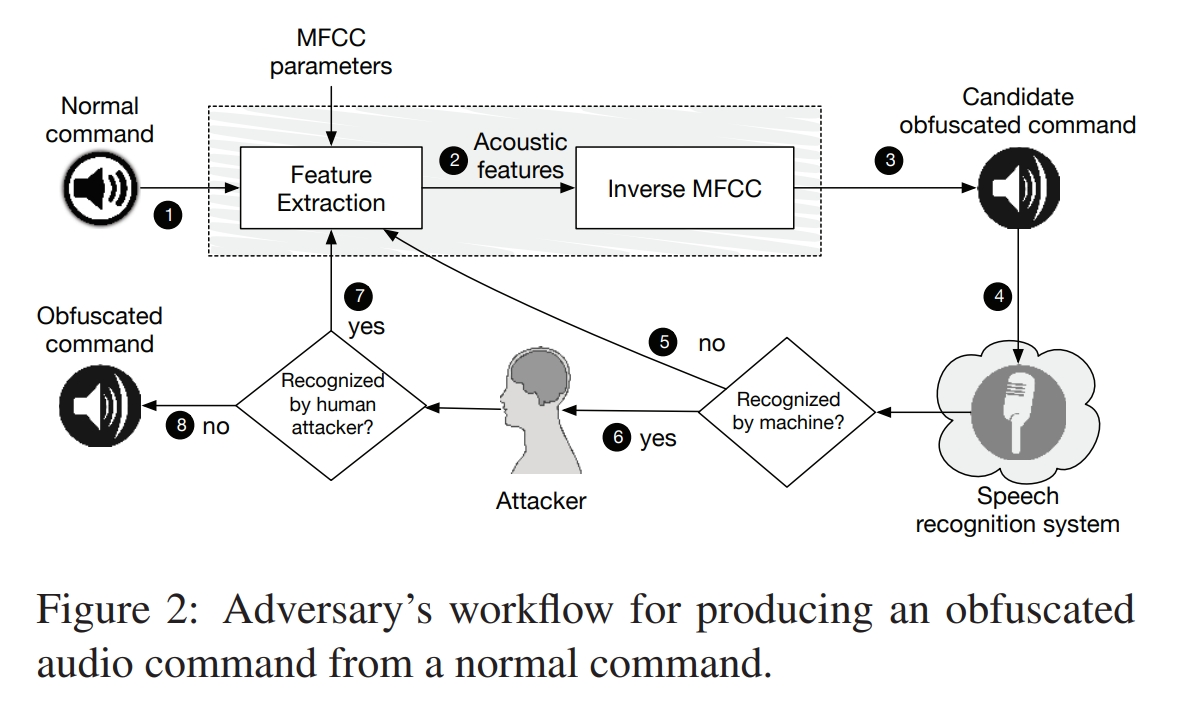 MFCC
parameters
Normal
command
1
Feature
Extraction
2
Acoustic
features
Inverse MFCC
3
Candidate
obfuscated command
4
Speech
recognition system
Recognized
by machine?
5 no
6 yes
Attacker
Recognized
by human
attacker?
7
yes
8 no
Obfuscated
command
Figure 2: Adversary’s workflow for producing an obfuscated
audio command from a normal command.